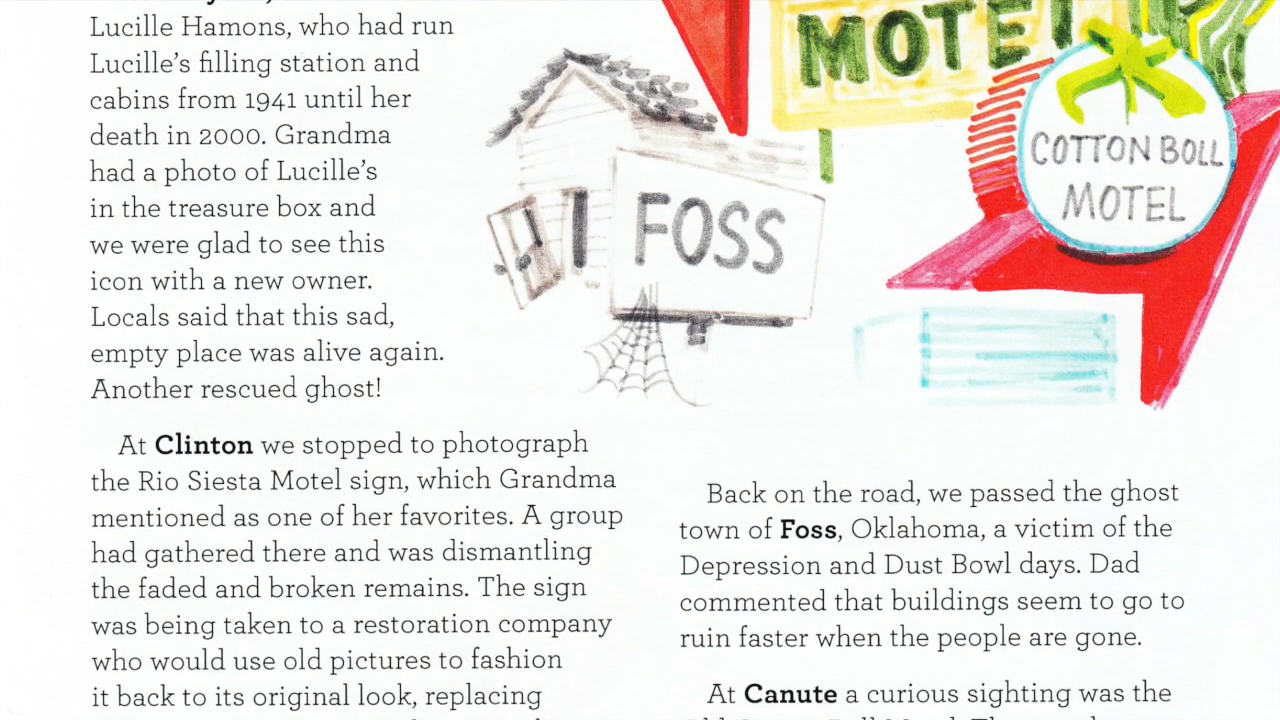 Lucille Hamons, who had run
Lucille's filling station and
cabins from 1941 until her
death in 2000. Grandma
had a photo of Lucille's
in the treasure box and
we were glad to see this
icon with a new owner.
Locals said that this sad,
empty place was alive again.
Another rescued ghost!
At Clinton we stopped to photograph
the Rio Siesta Motel sign, which Grandma
mentioned as one of her favorites. A group
had gathered there and was dismantling
the faded and broken remains. The sign
was being taken to a restoration company
who would use old pictures to fashion
it back to its original look, replacing
MOTEL
COTTON BOLL
MOTEL
FOSS
Back on the road, we passed the ghost
town of Foss, Oklahoma, a victim of the
Depression and Dust Bowl days. Dad
commented that buildings seem to go to
ruin faster when the people are gone.
At Canute a curious sighting was the